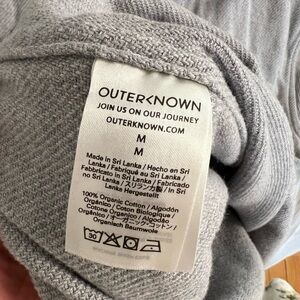 OUTERKNOWN
JOIN US ON OUR JOURNEY
OUTERKNOWN.COM
M
M
Made in Sri Lanka / Hecho en Sri
Lanka / Fabriqué au Sri Lanka /
Fabbricato in Sri Lanka / Fabricado
no Sri Lanka / スリランカ製 / In Sri
Lanka Hergestellt
100% Organic Cotton / Algodón
Orgánico / Coton Biologique /
Cotone Organico / Algodão
Orgânico / オーガニック・コットン /
Organisch Baumwolle
30